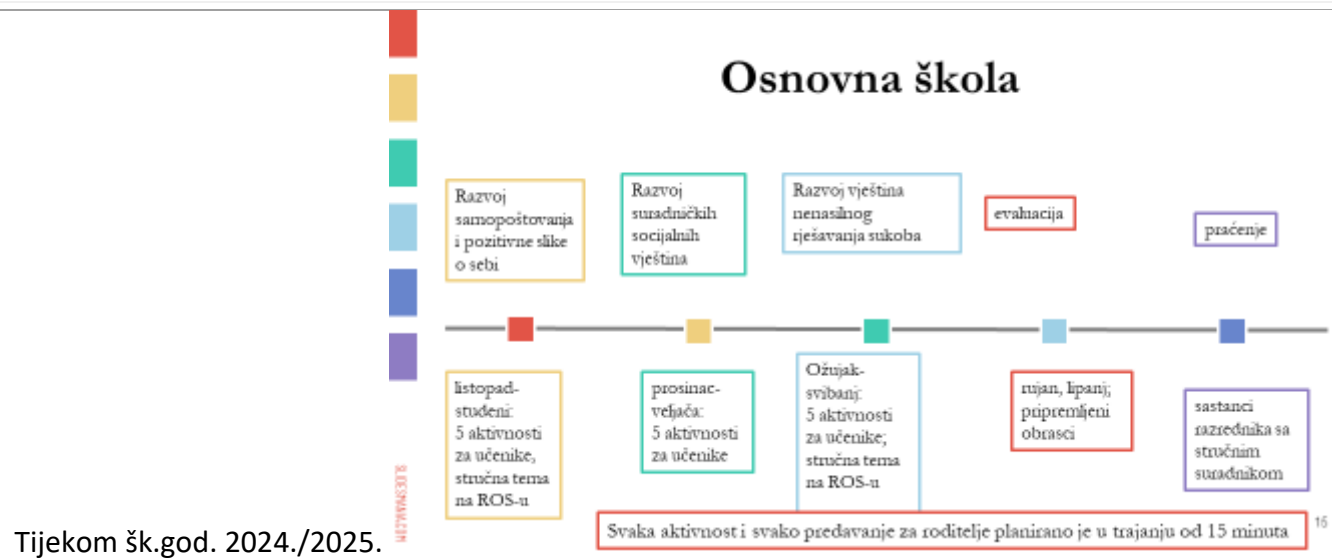 Osnovna škola
Razvoj
samopoštovanja
i pozitivne slike
o sebi
Razvoj
suradničkih
socijalnih
vještina
Razvoj vještina
nenasilnog
rješavanja sukoba
evaluacija
praćenje
listopad-
studeni:
5 aktivnosti
za učenike,
stručna tema
na ROS-u
prosinac-
veljača:
5 aktivnosti
za učenike
Ožujak-
svibanj:
5 aktivnosti
za učenike;
stručna tema
na ROS-u
rujan, lipanj;
pripremljeni
obrasci
sastanci
razrednika sa
stručnim
suradnikom
Svaka aktivnost i svako predavanje za roditelje planirano je u trajanju od 15 minuta
Tijekom šk.god. 2024./2025.